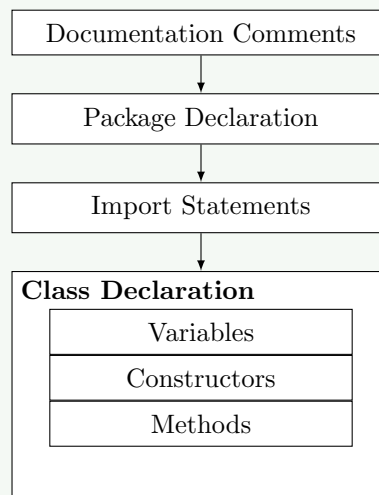 Documentation Comments
Package Declaration
Import Statements
Class Declaration
Variables
Constructors
Methods